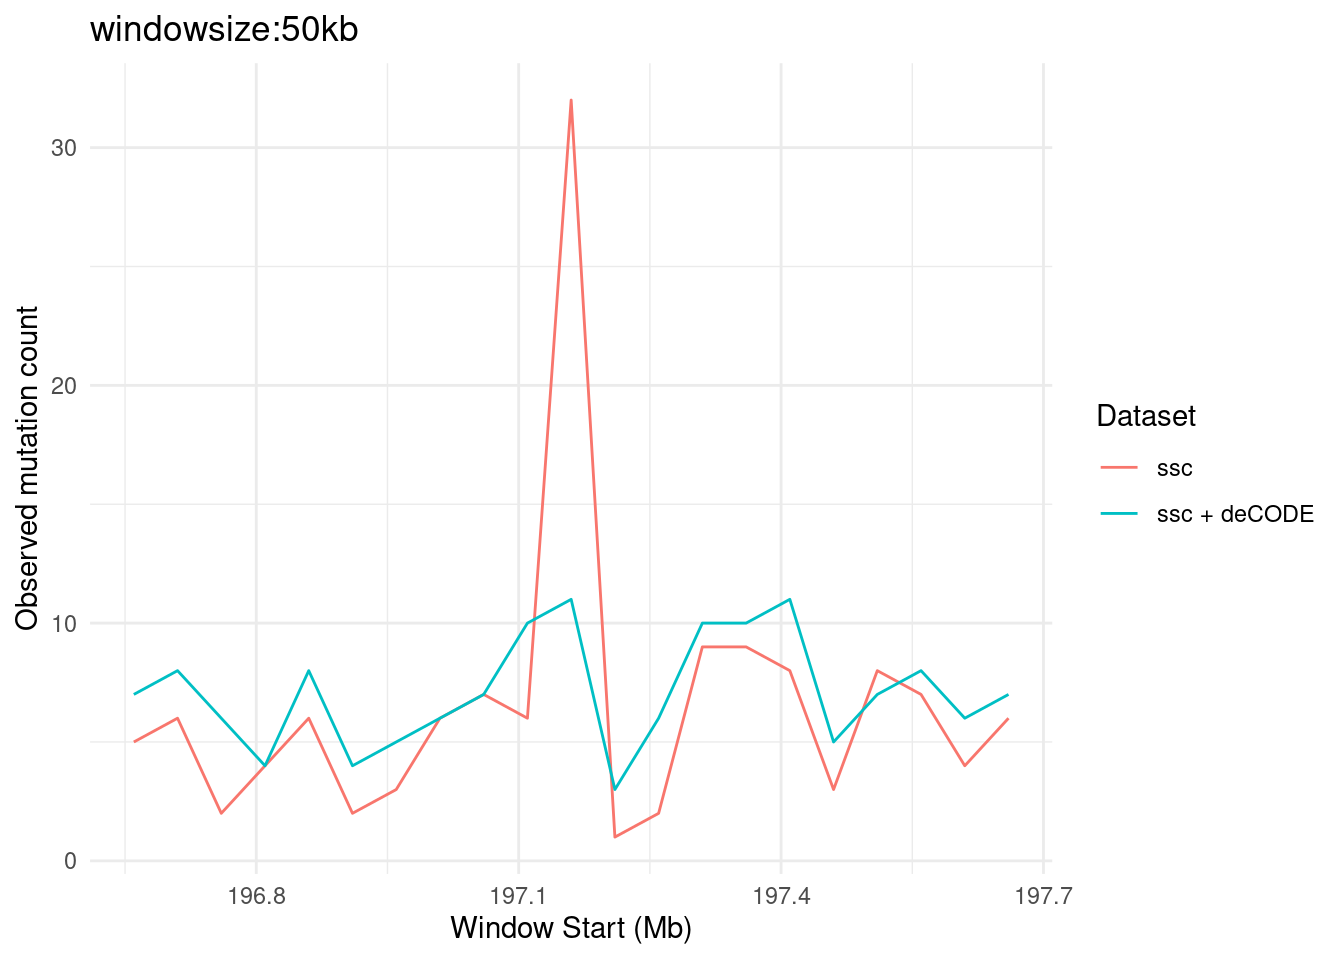 windowsize:50kb
30
20
10
0
Observed mutation count
196.8
197.1
197.4
197.7
Window Start (Mb)
Dataset
ssc
ssc + deCODE